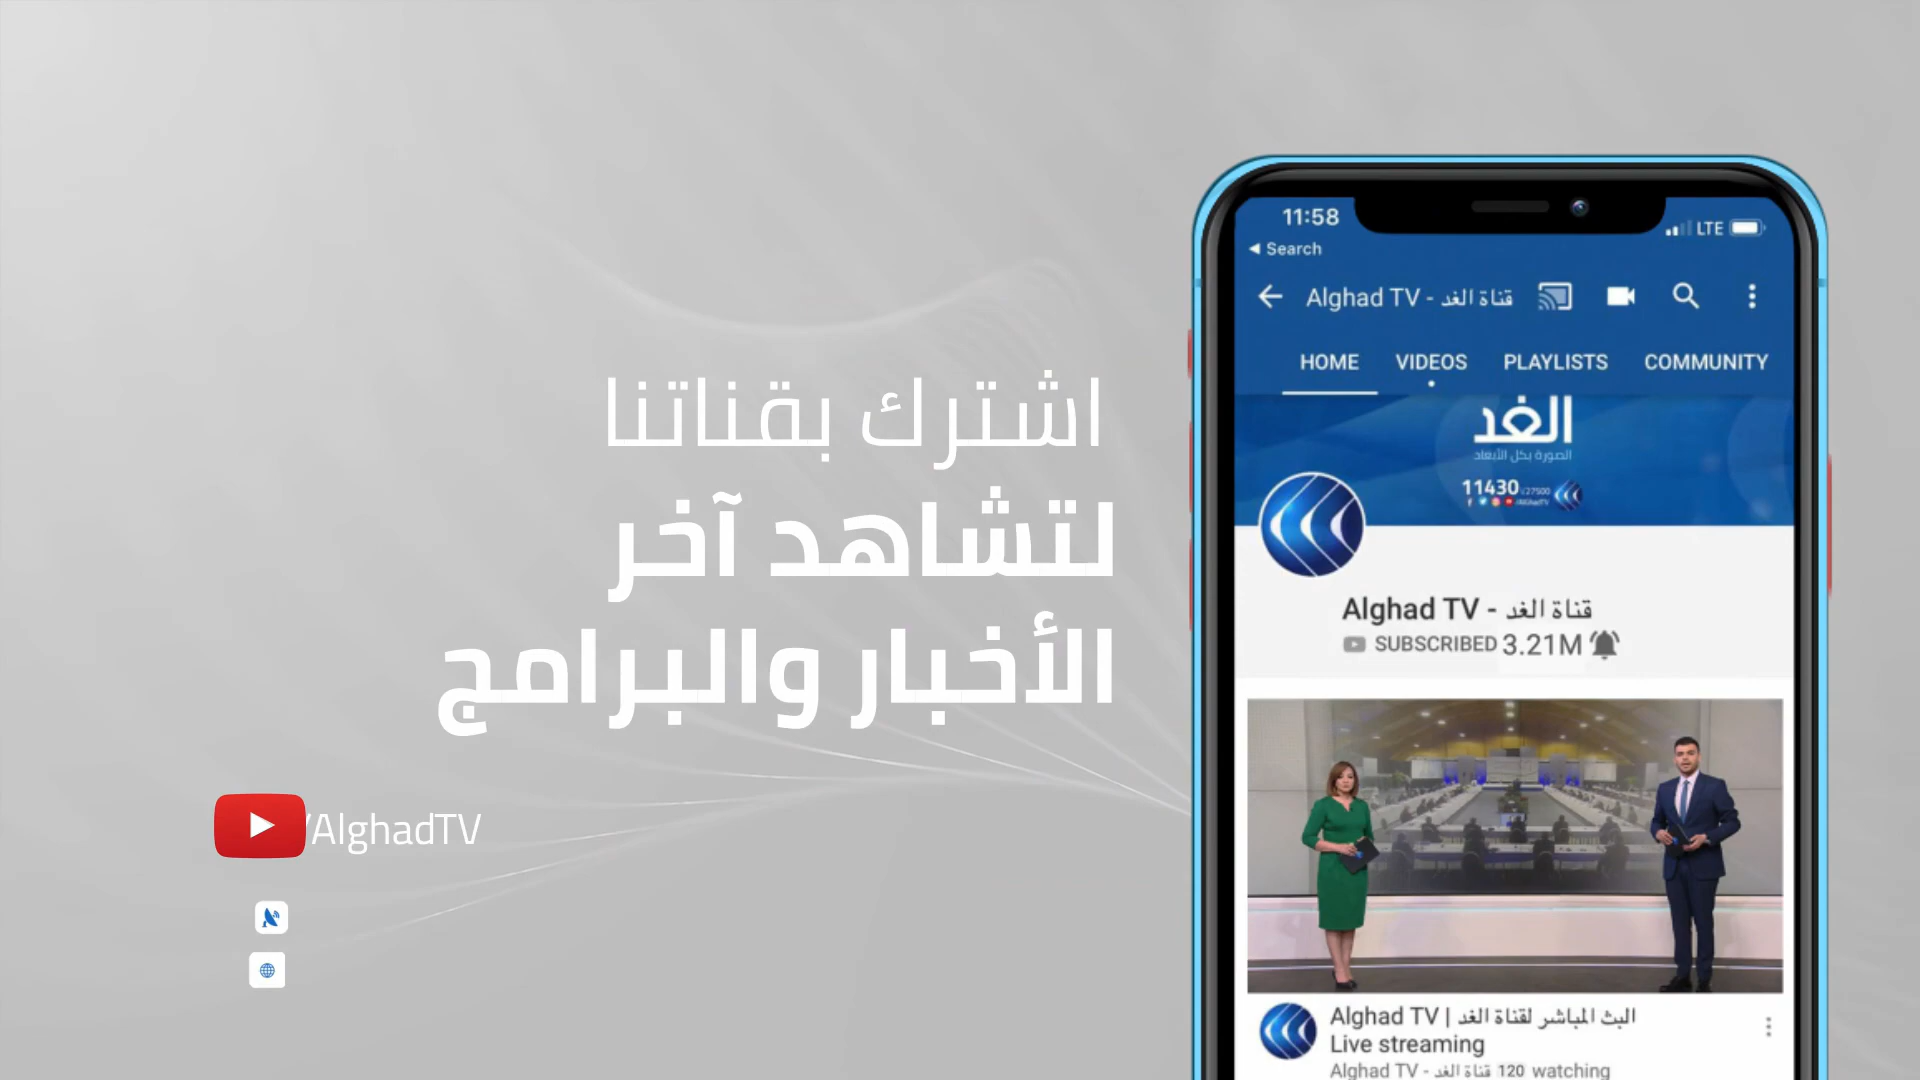 اشترك بقناتنا
لتشاهد آخر
الأخبار والبرامج
/AlghadTV
11:58
LTE
Search
Alghad TV - قناة الغد
HOME VIDEOS PLAYLISTS COMMUNITY
الغد
الصورة بكل الأبعاد
11430 V27500
/AlGhadTV
Alghad TV - قناة الغد
SUBSCRIBED 3.21M
Alghad TV | البث المباشر لقناة الغد
Live streaming
Alghad TV - قناة الغد 120 watching